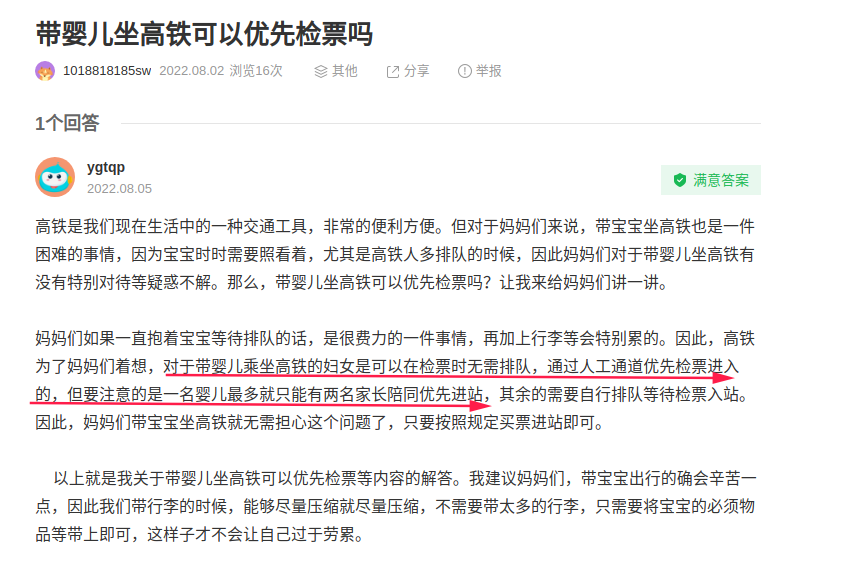 带婴儿坐高铁可以优先检票吗
1018818185sw 2022.08.02 浏览16次 其他 分享 举报
1个回答
ygtqp
2022.08.05
满意答案
高铁是我们现在生活中的一种交通工具，非常的便利方便。但对于妈妈们来说，带宝宝坐高铁也是一件
困难的事情，因为宝宝时时需要照看着，尤其是高铁人多排队的时候，因此妈妈们对于带婴儿坐高铁有
没有特别对待等疑惑不解。那么，带婴儿坐高铁可以优先检票吗？让我来给妈妈们讲一讲。
妈妈们如果一直抱着宝宝等待排队的话，是很费力的一件事情，再加上行李等会特别累的。因此，高铁
为了妈妈们着想，对于带婴儿乘坐高铁的妇女是可以在检票时无需排队，通过人工通道优先检票进入
的，但要注意的是一名婴儿最多就只能有两名家长陪同优先进站，其余的需要自行排队等待检票入站。
因此，妈妈们带宝宝坐高铁就无需担心这个问题了，只要按照规定买票进站即可。
以上就是我关于带婴儿坐高铁可以优先检票等内容的解答。我建议妈妈们，带宝宝出行的确会辛苦一
点，因此我们带行李的时候，能够尽量压缩就尽量压缩，不需要带太多的行李，只需要将宝宝的必须物
品等带上即可，这样子才不会让自己过于劳累。